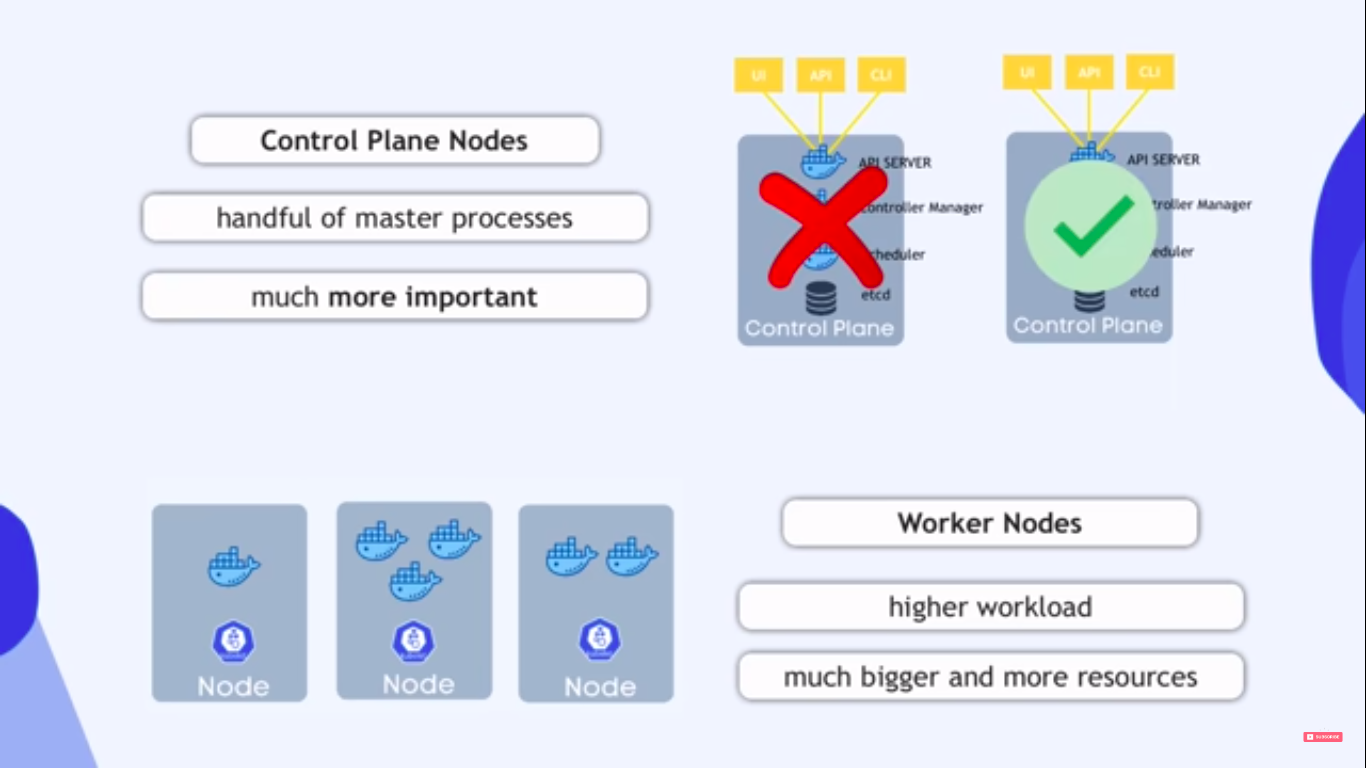 UI API CLI
UI API CLI
Control Plane Nodes
handful of master processes
much more important
API SERVER
Controller Manager
cheduler
etcd
Control Plane
API SERVER
troller Manager
eduler
etcd
Control Plane
Node
Node
Node
Worker Nodes
higher workload
much bigger and more resources
SUBSCRIBE